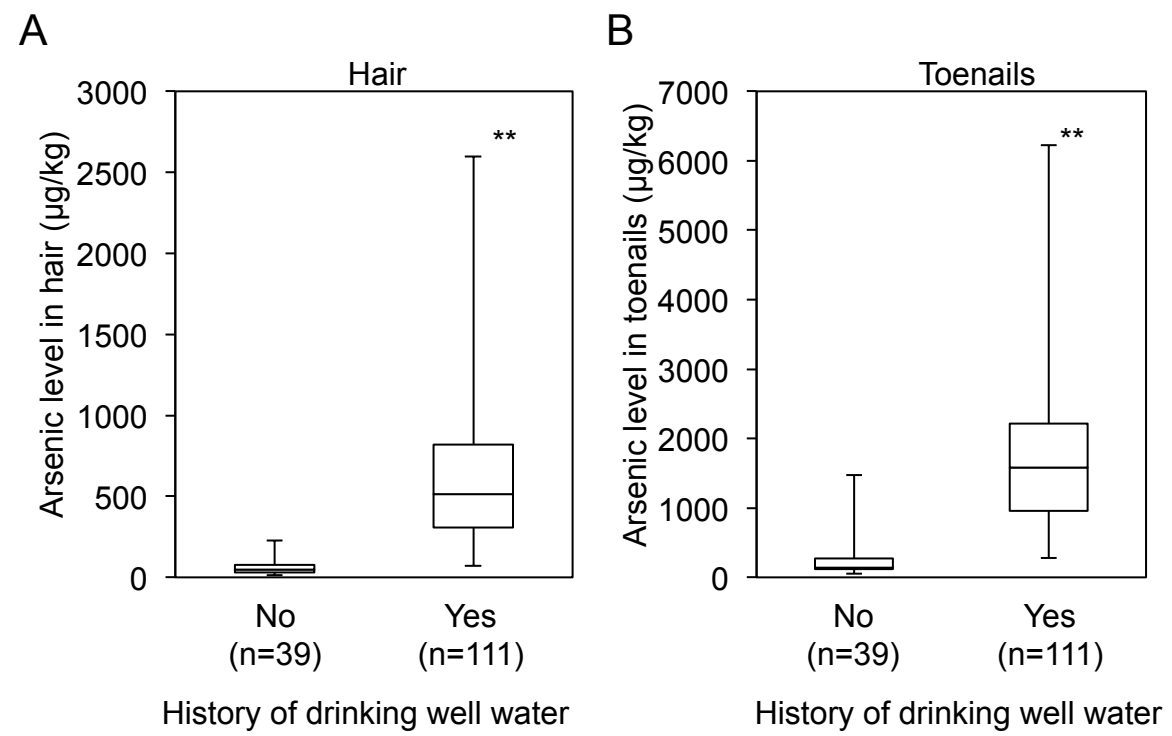 A
Hair
Arsenic level in hair (µg/kg)
3000
2500
2000
1500
1000
500
0
**
No
(n=39)
Yes
(n=111)
History of drinking well water
B
Toenails
Arsenic level in toenails (µg/kg)
7000
6000
5000
4000
3000
2000
1000
0
**
No
(n=39)
Yes
(n=111)
History of drinking well water